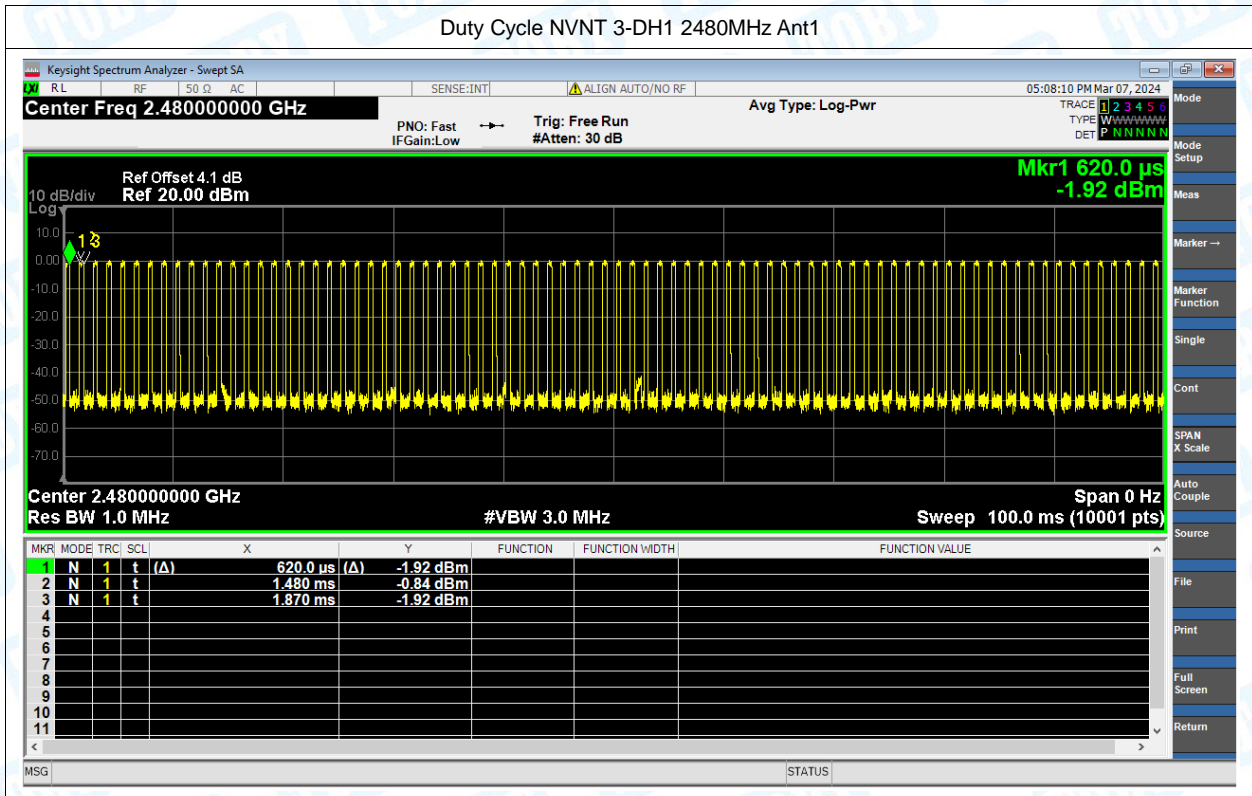 Duty Cycle NVNT 3-DH1 2480MHz Ant1
Keysight Spectrum Analyzer - Swept SA
LXI RL RF 50 Ω AC SENSE:INT ALIGN AUTO/NO RF 05:08:10 PM Mar 07, 2024
Center Freq 2.480000000 GHz
PNO: Fast
IFGain:Low
Trig: Free Run
#Atten: 30 dB
Avg Type: Log-Pwr
TRACE 1 2 3 4 5 6
TYPE WWWWWWW
DET P N N N N N
Mkr1 620.0 µs
-1.92 dBm
Ref Offset 4.1 dB
10 dB/div Ref 20.00 dBm
Log
10.0
0.00
-10.0
-20.0
-30.0
-40.0
-50.0
-60.0
-70.0
1 2 3
Center 2.480000000 GHz Span 0 Hz
Res BW 1.0 MHz #VBW 3.0 MHz Sweep 100.0 ms (10001 pts)
MKR MODE TRC SCL X Y FUNCTION FUNCTION WIDTH FUNCTION VALUE
1 N 1 t (Δ) 620.0 µs (Δ) -1.92 dBm
2 N 1 t 1.480 ms -0.84 dBm
3 N 1 t 1.870 ms -1.92 dBm
4
5
6
7
8
9
10
11
MSG STATUS
Mode
Mode
Setup
Meas
Marker→
Marker
Function
Single
Cont
SPAN
X Scale
Auto
Couple
Source
File
Print
Full
Screen
Return
TOBY